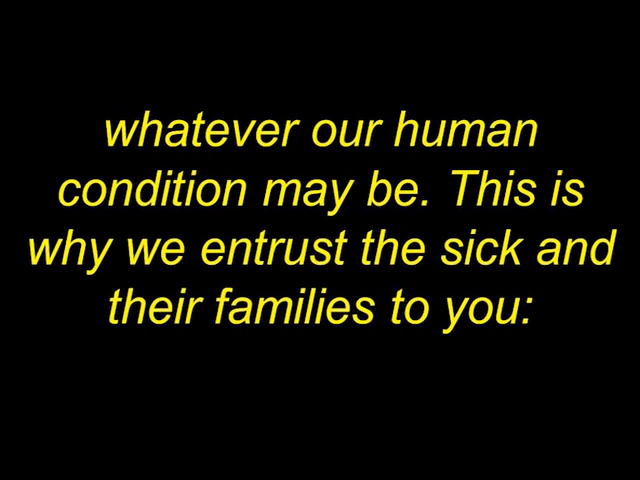 whatever our human
condition may be. This is
why we entrust the sick and
their families to you: